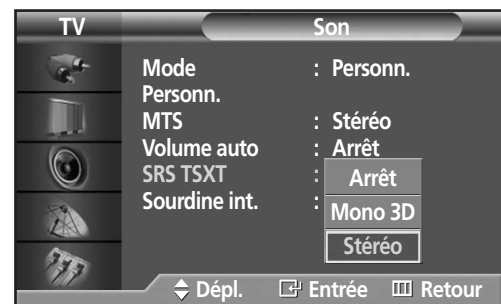 TV Son
Mode : Personn.
Personn.
MTS : Stéréo
Volume auto : Arrêt
SRS TSXT : Arrêt
Sourdine int. : Mono 3D
Stéréo
Dépl. Entrée Retour